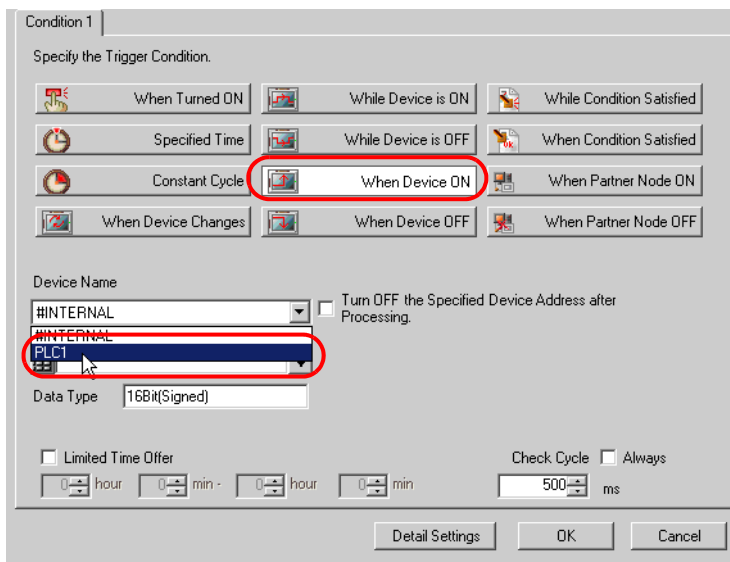 Condition 1
Specify the Trigger Condition.
When Turned ON While Device is ON While Condition Satisfied
Specified Time While Device is OFF OK When Condition Satisfied
Constant Cycle When Device ON When Partner Node ON
When Device Changes When Device OFF When Partner Node OFF
Device Name
#INTERNAL Turn OFF the Specified Device Address after
Processing.
#INTERNAL
PLC1
Data Type 16Bit(Signed)
Limited Time Offer Check Cycle Always
0 hour 0 min - 0 hour 0 min 500 ms
Detail Settings OK Cancel